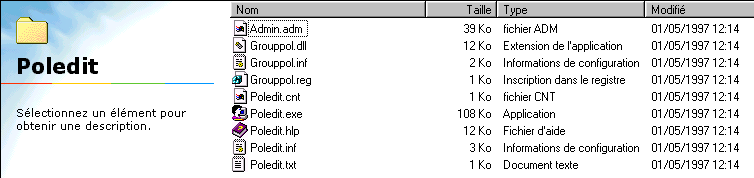 Poledit
Sélectionnez un élément pour
obtenir une description.
Nom Taille Type Modifié
Admin.adm 39 Ko fichier ADM 01/05/1997 12:14
Grouppol.dll 12 Ko Extension de l'application 01/05/1997 12:14
Grouppol.inf 2 Ko Informations de configuration 01/05/1997 12:14
Grouppol.reg 1 Ko Inscription dans le registre 01/05/1997 12:14
Poledit.cnt 1 Ko fichier CNT 01/05/1997 12:14
Poledit.exe 108 Ko Application 01/05/1997 12:14
Poledit.hlp 12 Ko Fichier d'aide 01/05/1997 12:14
Poledit.inf 3 Ko Informations de configuration 01/05/1997 12:14
Poledit.txt 1 Ko Document texte 01/05/1997 12:14